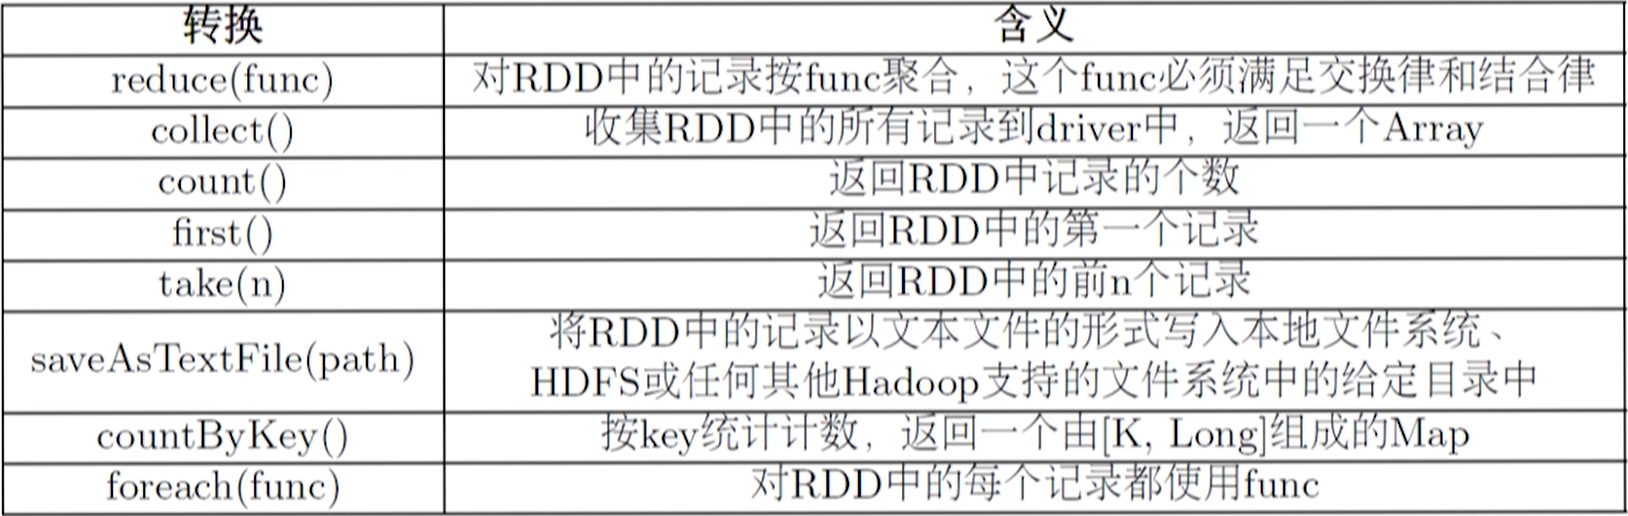 转换 含义
reduce(func) 对RDD中的记录按func聚合，这个func必须满足交换律和结合律
collect() 收集RDD中的所有记录到driver中，返回一个Array
count() 返回RDD中记录的个数
first() 返回RDD中的第一个记录
take(n) 返回RDD中的前n个记录
saveAsTextFile(path) 将RDD中的记录以文本文件的形式写入本地文件系统、
HDFS或任何其他Hadoop支持的文件系统中的给定目录中
countByKey() 按key统计计数，返回一个由[K, Long]组成的Map
foreach(func) 对RDD中的每个记录都使用func